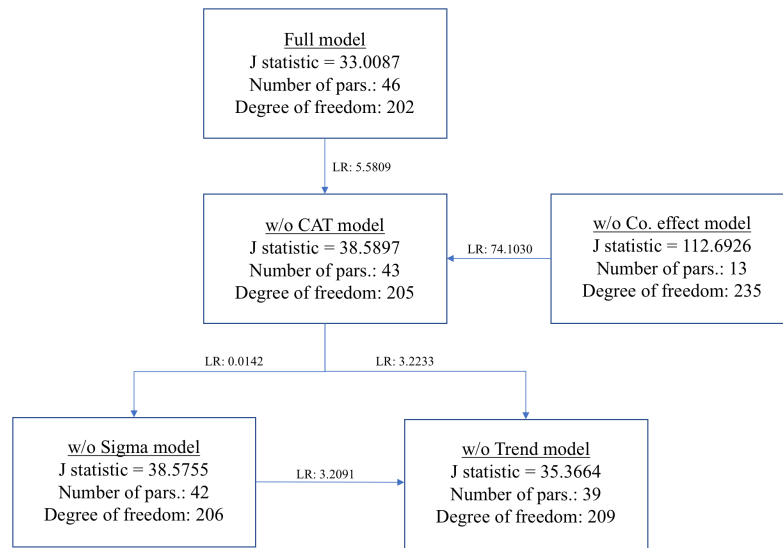 Full model
J statistic = 33.0087
Number of pars.: 46
Degree of freedom: 202
LR: 5.5809
w/o CAT model
J statistic = 38.5897
Number of pars.: 43
Degree of freedom: 205
LR: 74.1030
w/o Co. effect model
J statistic = 112.6926
Number of pars.: 13
Degree of freedom: 235
LR: 0.0142
LR: 3.2233
w/o Sigma model
J statistic = 38.5755
Number of pars.: 42
Degree of freedom: 206
LR: 3.2091
w/o Trend model
J statistic = 35.3664
Number of pars.: 39
Degree of freedom: 209